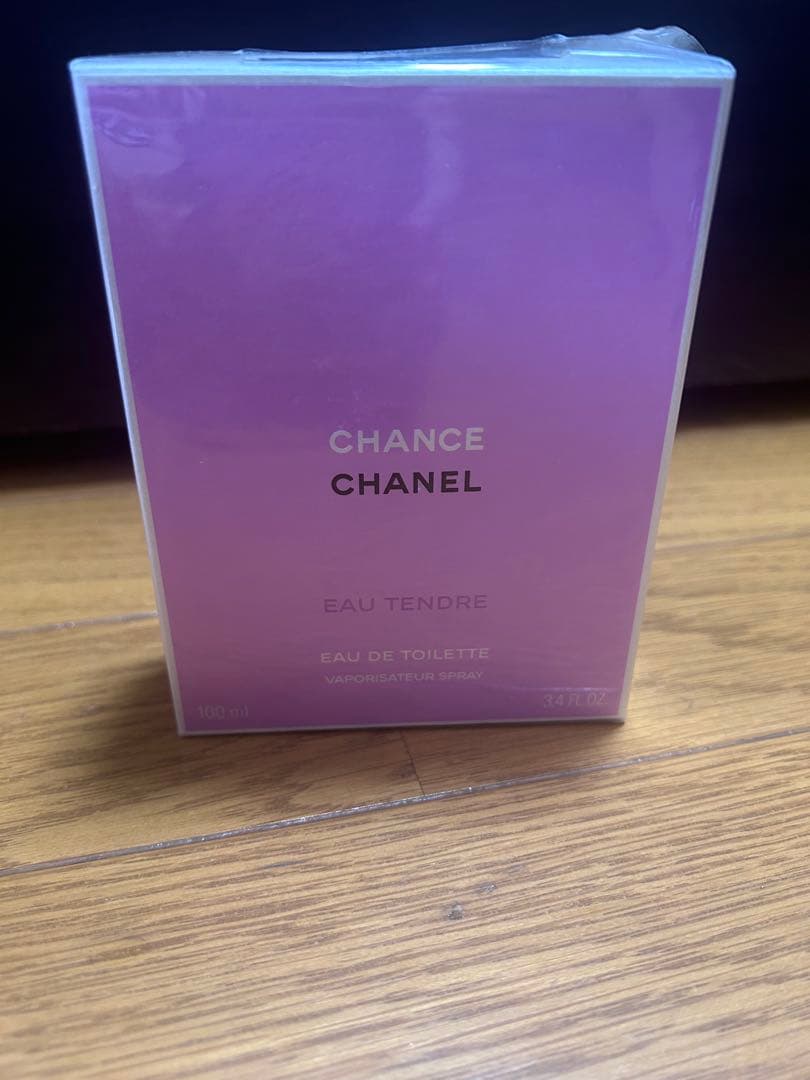 CHANCE
CHANEL
EAU TENDRE
EAU DE TOILETTE
VAPORISATEUR SPRAY
100 ml 3.4 FL.OZ.